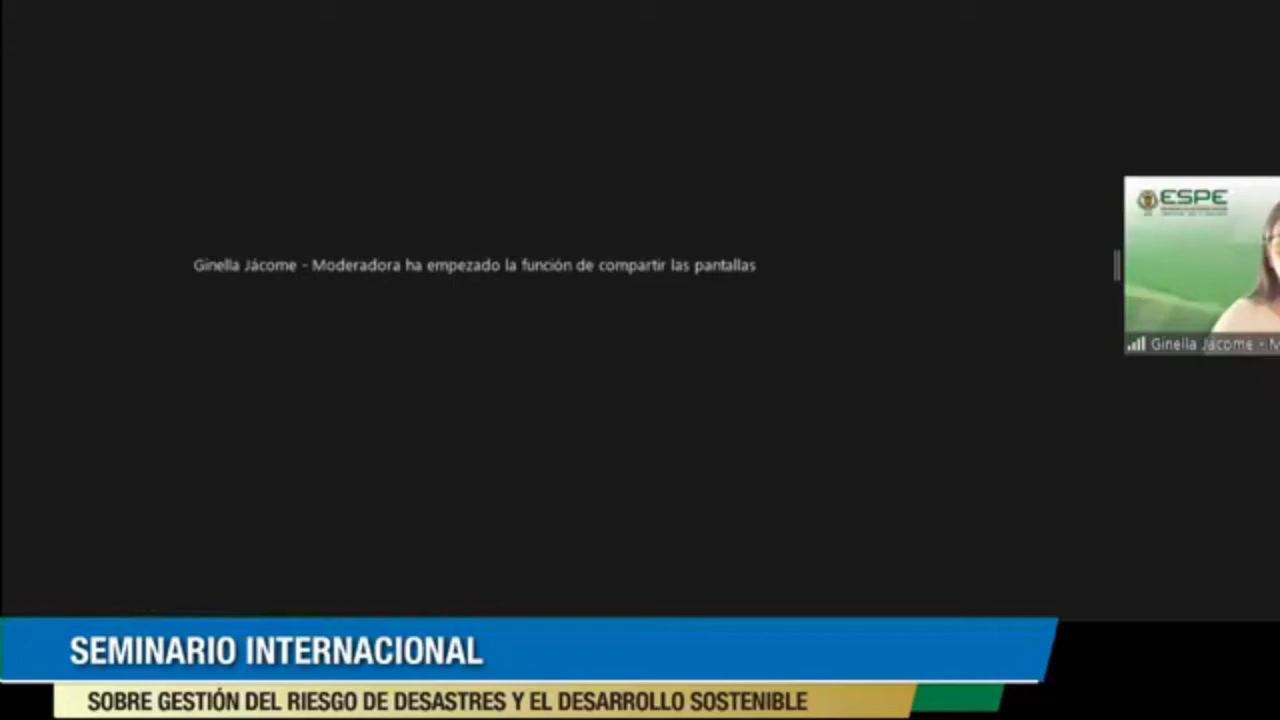 ESPE
Ginella Jácome - Moderadora ha empezado la función de compartir las pantallas
Ginella Jácome - M
SEMINARIO INTERNACIONAL
SOBRE GESTIÓN DEL RIESGO DE DESASTRES Y EL DESARROLLO SOSTENIBLE